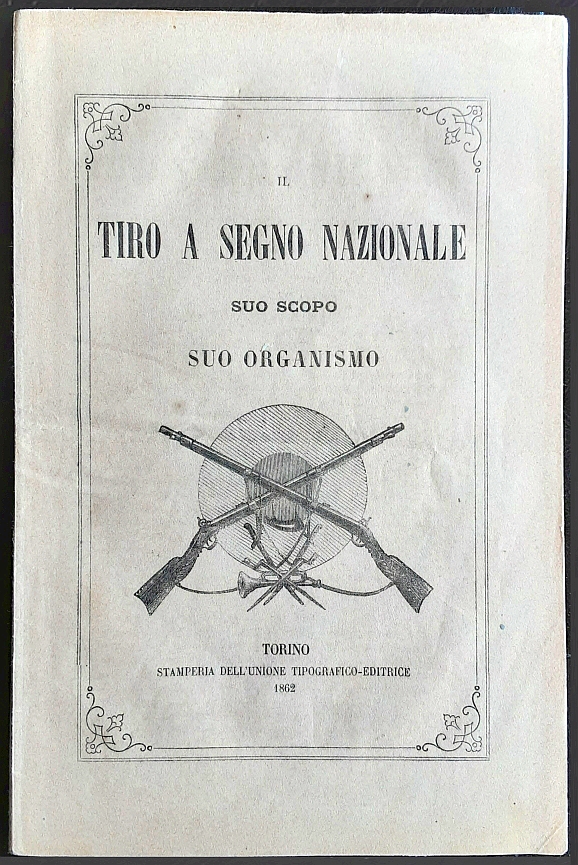 IL
TIRO A SEGNO NAZIONALE
SUO SCOPO
SUO ORGANISMO
TORINO
STAMPERIA DELL'UNIONE TIPOGRAFICO-EDITRICE
1862